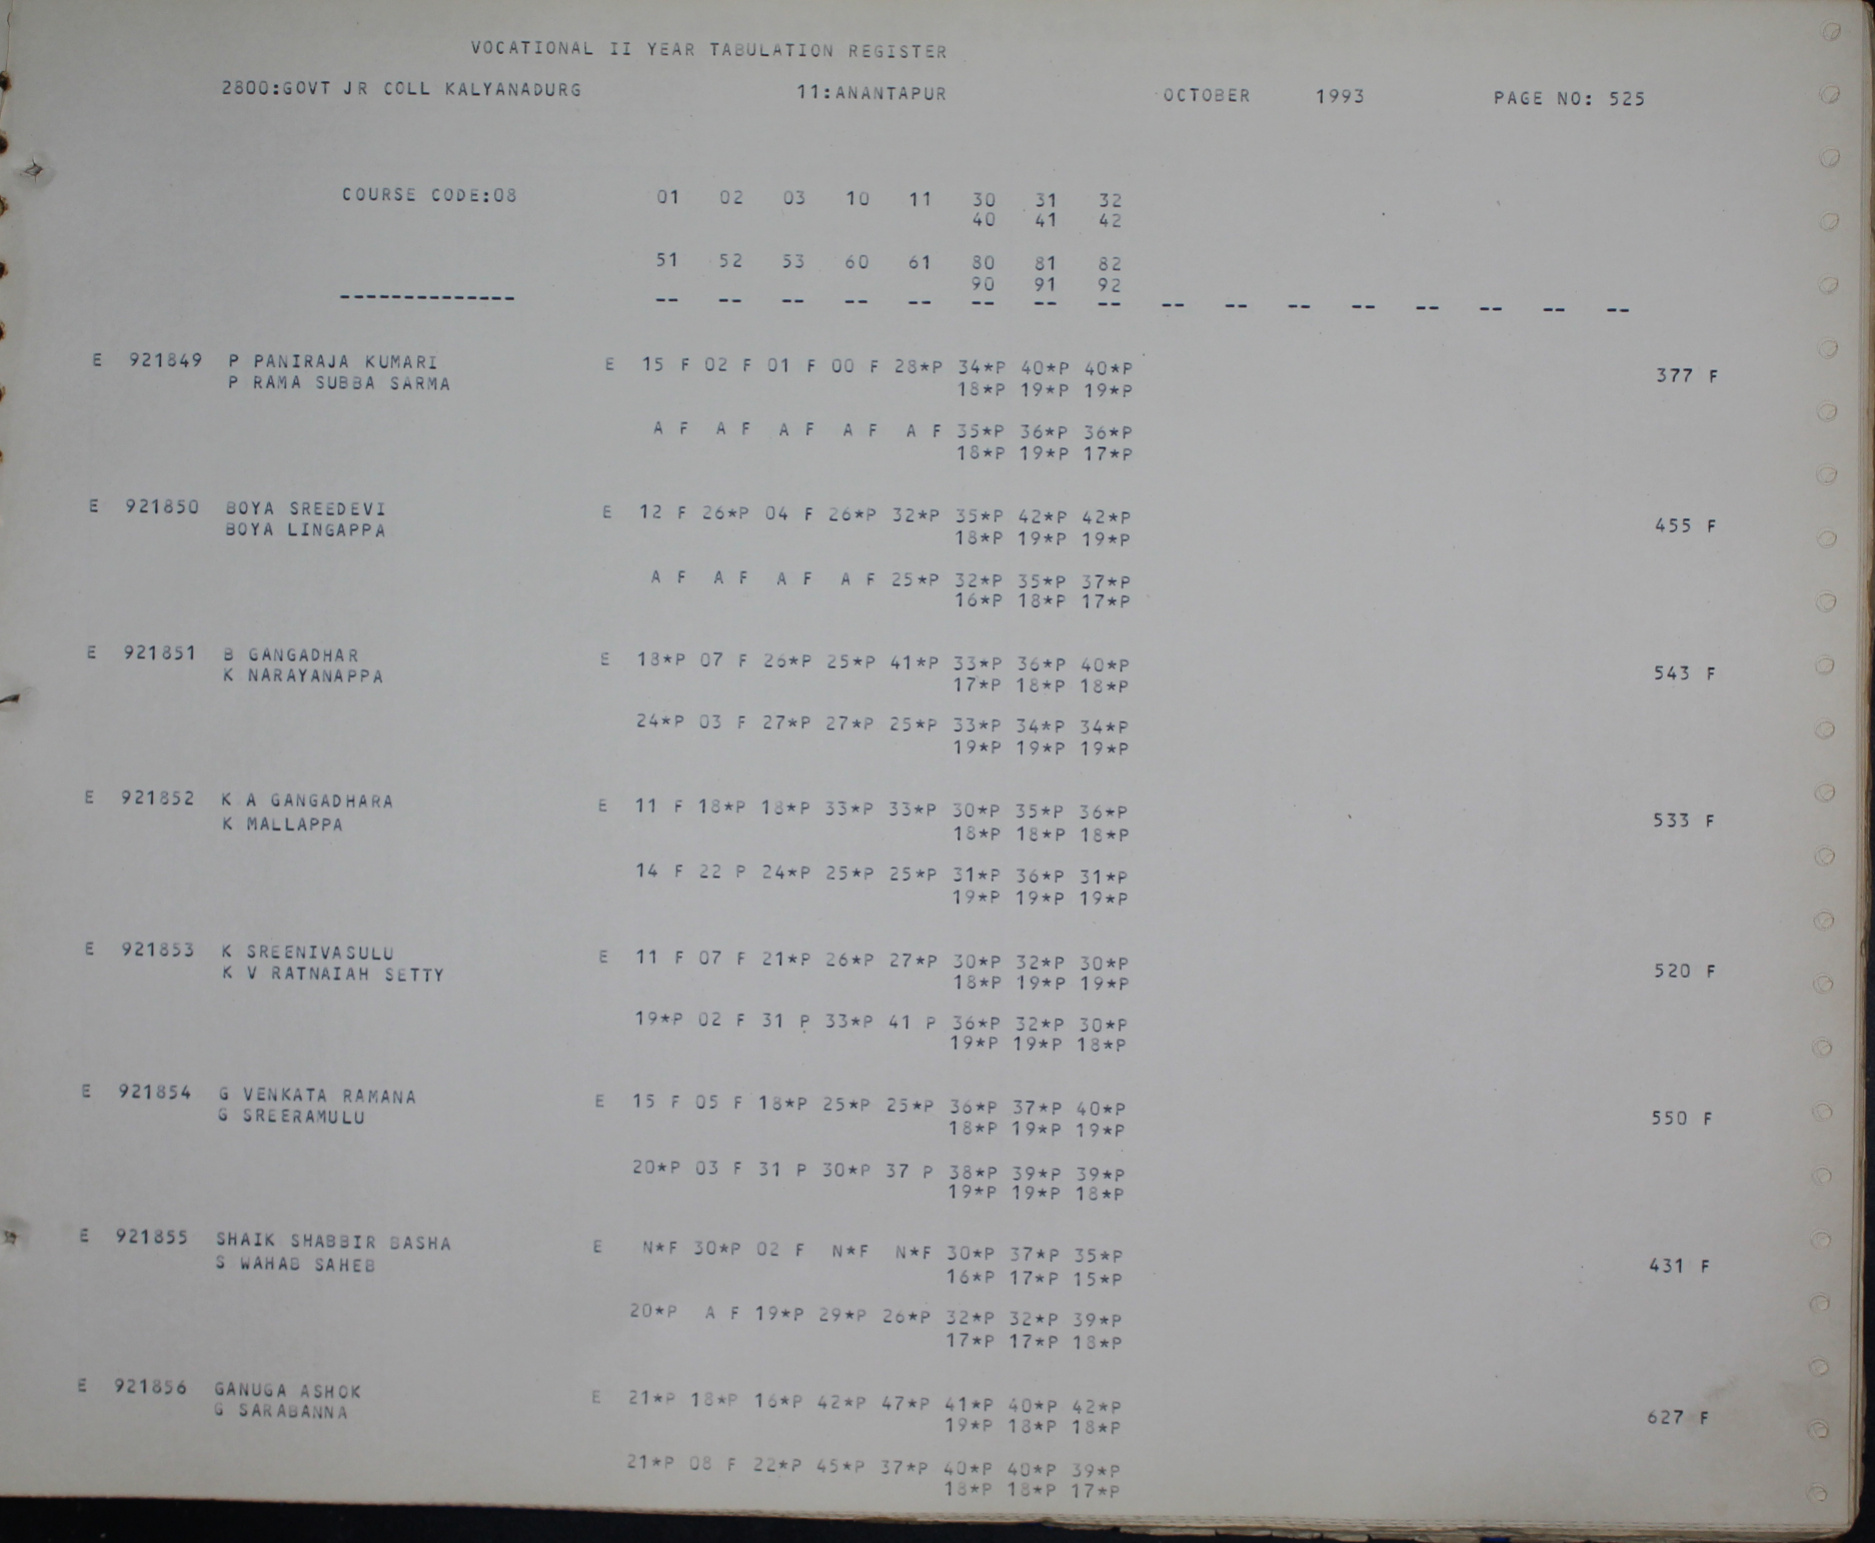 VOCATIONAL II YEAR TABULATION REGISTER
2800:GOVT JR COLL KALYANADURG 11:ANANTAPUR OCTOBER 1993 PAGE NO: 525
COURSE CODE:08 01 02 03 10 11 30 31 32
40 41 42
51 52 53 60 61 80 81 82
90 91 92
-------------- -- -- -- -- -- -- -- -- -- -- -- -- -- -- -- --
E 921849 P PANIRAJA KUMARI E 15 F 02 F 01 F 00 F 28*P 34*P 40*P 40*P 377 F
P RAMA SUBBA SARMA 18*P 19*P 19*P
A F A F A F A F A F 35*P 36*P 36*P
18*P 19*P 17*P
E 921850 BOYA SREEDEVI E 12 F 26*P 04 F 26*P 32*P 35*P 42*P 42*P 455 F
BOYA LINGAPPA 18*P 19*P 19*P
A F A F A F A F 25*P 32*P 35*P 37*P
16*P 18*P 17*P
E 921851 B GANGADHAR E 18*P 07 F 26*P 25*P 41*P 33*P 36*P 40*P 543 F
K NARAYANAPPA 17*P 18*P 18*P
24*P 03 F 27*P 27*P 25*P 33*P 34*P 34*P
19*P 19*P 19*P
E 921852 K A GANGADHARA E 11 F 18*P 18*P 33*P 33*P 30*P 35*P 36*P 533 F
K MALLAPPA 18*P 18*P 18*P
14 F 22 P 24*P 25*P 25*P 31*P 36*P 31*P
19*P 19*P 19*P
E 921853 K SREENIVASULU E 11 F 07 F 21*P 26*P 27*P 30*P 32*P 30*P 520 F
K V RATNAIAH SETTY 18*P 19*P 19*P
19*P 02 F 31 P 33*P 41 P 36*P 32*P 30*P
19*P 19*P 18*P
E 921854 G VENKATA RAMANA E 15 F 05 F 18*P 25*P 25*P 36*P 37*P 40*P 550 F
G SREERAMULU 18*P 19*P 19*P
20*P 03 F 31 P 30*P 37 P 38*P 39*P 39*P
19*P 19*P 18*P
E 921855 SHAIK SHABBIR BASHA E N*F 30*P 02 F N*F N*F 30*P 37*P 35*P 431 F
S WAHAB SAHEB 16*P 17*P 15*P
20*P A F 19*P 29*P 26*P 32*P 32*P 39*P
17*P 17*P 18*P
E 921856 GANUGA ASHOK E 21*P 18*P 16*P 42*P 47*P 41*P 40*P 42*P 627 F
G SARABANNA 19*P 18*P 18*P
21*P 08 F 22*P 45*P 37*P 40*P 40*P 39*P
18*P 18*P 17*P